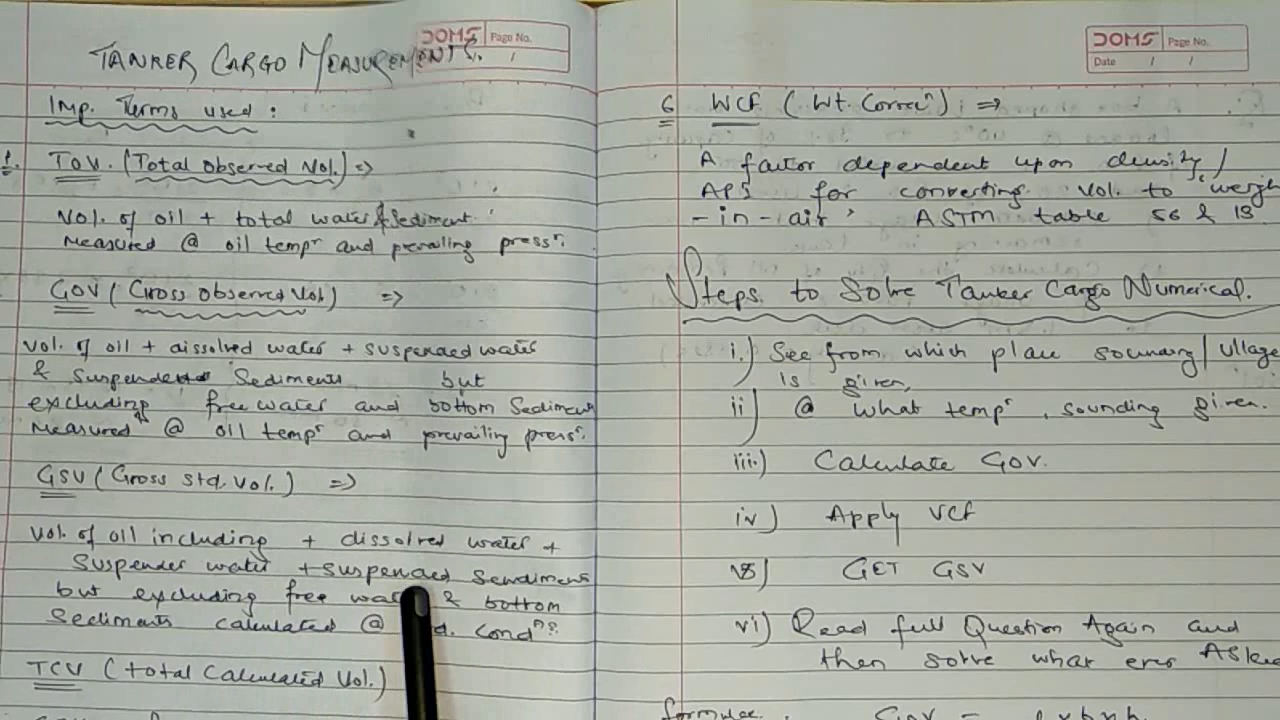 TANKER CARGO MEASUREMENTS.
DOMS Page No.
/
Imp. Terms used :
1. TOV. (Total Observed Vol.) =>
Vol. of oil + total water & sediment
measured @ oil tempr and prevailing pressr.
GOV ( Gross Observed Vol) =>
Vol. of oil + dissolved water + suspended water
& suspended Sediments but
excluding free water and bottom Sediment
measured @ oil tempr and prevailing pressr.
GSV ( Gross Std. Vol. ) =>
Vol. of oil including + dissolved water +
suspended water + suspended Sendiment
but excluding free & bottom
Sediments calculated @ Condns.
TCV ( total Calculated Vol.)
DOMS Page No.
Date / /
6 WCF ( Wt. Correcn) =>
A factor dependent upon density /
API for converting vol. to 'weigh
-in-air' ASTM table 56 & 13
Steps to Solve Tanker Cargo Numerical.
i.) See from which place sounding / Ullage
is given,
ii) @ what tempr, sounding given.
iii.) Calculate GOV.
iv) Apply VCF
v) GET GSV
vi) Read full Question Again and
then solve what ever Aske
formulae :